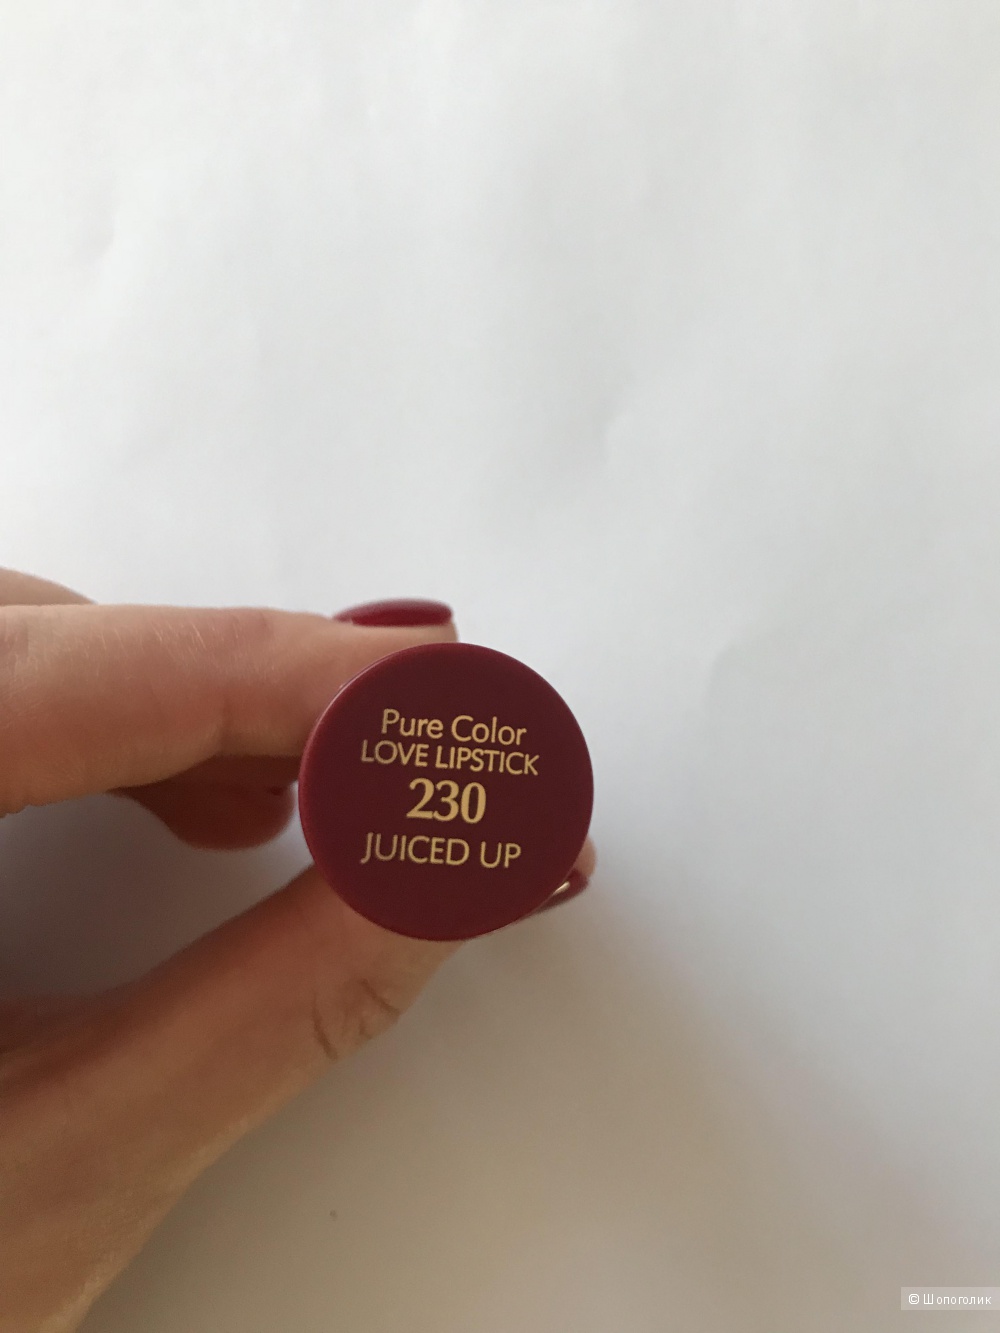 Pure Color
LOVE LIPSTICK
230
JUICED UP
© Шопоголик